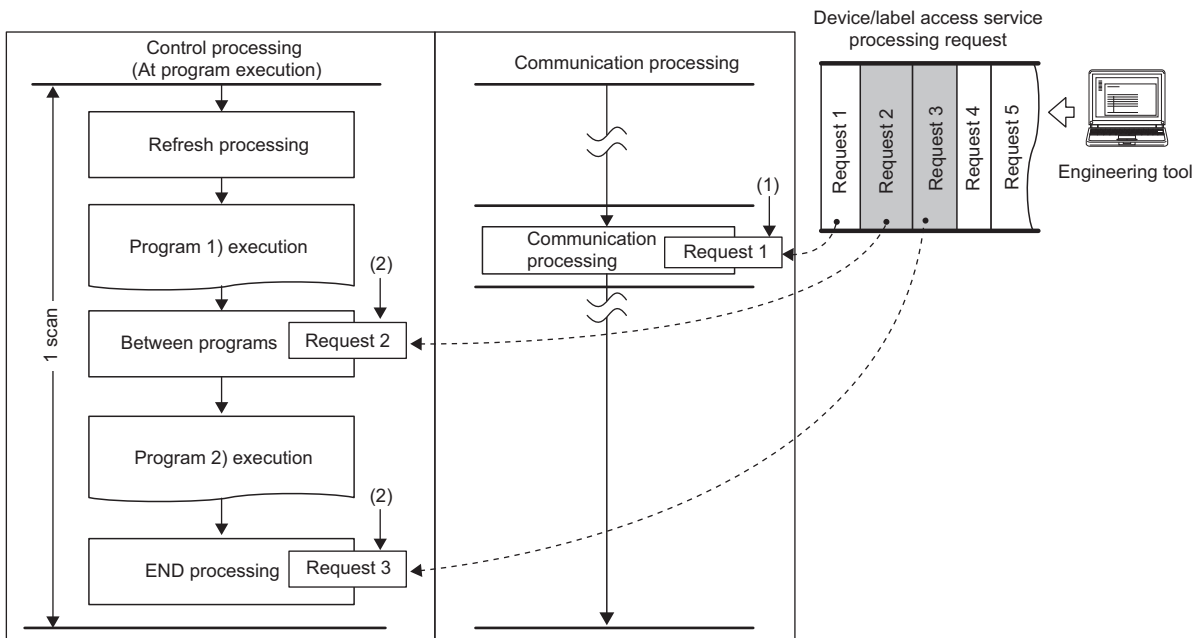 Control processing
(At program execution)
1 scan
Refresh processing
Program 1) execution
(2)
Between programs
Request 2
Program 2) execution
(2)
END processing
Request 3
Communication processing
(1)
Communication
processing
Request 1
Device/label access service
processing request
Request 1
Request 2
Request 3
Request 4
Request 5
Engineering tool